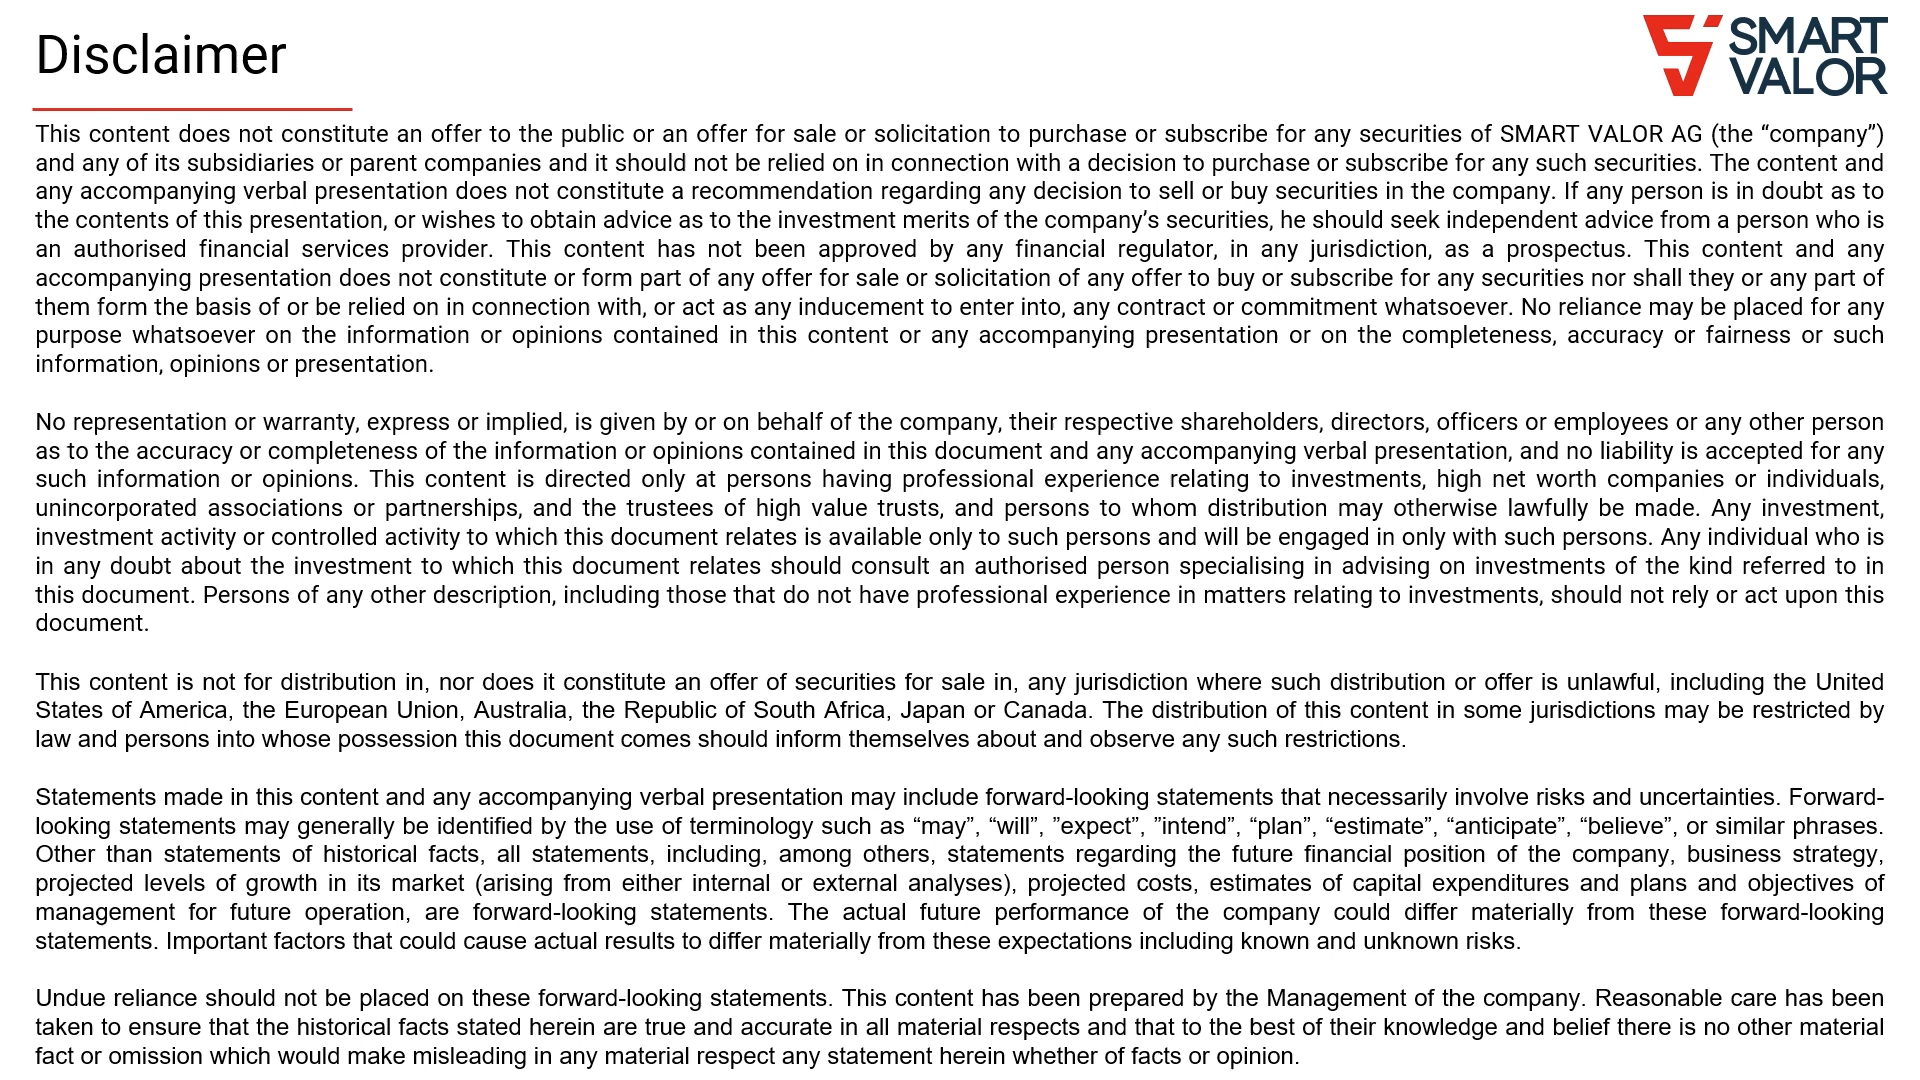 Disclaimer
SMART
VALOR
This content does not constitute an offer to the public or an offer for sale or solicitation to purchase or subscribe for any securities of SMART VALOR AG (the “company”)
and any of its subsidiaries or parent companies and it should not be relied on in connection with a decision to purchase or subscribe for any such securities. The content and
any accompanying verbal presentation does not constitute a recommendation regarding any decision to sell or buy securities in the company. If any person is in doubt as to
the contents of this presentation, or wishes to obtain advice as to the investment merits of the company’s securities, he should seek independent advice from a person who is
an authorised financial services provider. This content has not been approved by any financial regulator, in any jurisdiction, as a prospectus. This content and any
accompanying presentation does not constitute or form part of any offer for sale or solicitation of any offer to buy or subscribe for any securities nor shall they or any part of
them form the basis of or be relied on in connection with, or act as any inducement to enter into, any contract or commitment whatsoever. No reliance may be placed for any
purpose whatsoever on the information or opinions contained in this content or any accompanying presentation or on the completeness, accuracy or fairness or such
information, opinions or presentation.
No representation or warranty, express or implied, is given by or on behalf of the company, their respective shareholders, directors, officers or employees or any other person
as to the accuracy or completeness of the information or opinions contained in this document and any accompanying verbal presentation, and no liability is accepted for any
such information or opinions. This content is directed only at persons having professional experience relating to investments, high net worth companies or individuals,
unincorporated associations or partnerships, and the trustees of high value trusts, and persons to whom distribution may otherwise lawfully be made. Any investment,
investment activity or controlled activity to which this document relates is available only to such persons and will be engaged in only with such persons. Any individual who is
in any doubt about the investment to which this document relates should consult an authorised person specialising in advising on investments of the kind referred to in
this document. Persons of any other description, including those that do not have professional experience in matters relating to investments, should not rely or act upon this
document.
This content is not for distribution in, nor does it constitute an offer of securities for sale in, any jurisdiction where such distribution or offer is unlawful, including the United
States of America, the European Union, Australia, the Republic of South Africa, Japan or Canada. The distribution of this content in some jurisdictions may be restricted by
law and persons into whose possession this document comes should inform themselves about and observe any such restrictions.
Statements made in this content and any accompanying verbal presentation may include forward-looking statements that necessarily involve risks and uncertainties. Forward-
looking statements may generally be identified by the use of terminology such as “may”, “will”, ”expect”, ”intend”, “plan”, “estimate”, “anticipate”, “believe”, or similar phrases.
Other than statements of historical facts, all statements, including, among others, statements regarding the future financial position of the company, business strategy,
projected levels of growth in its market (arising from either internal or external analyses), projected costs, estimates of capital expenditures and plans and objectives of
management for future operation, are forward-looking statements. The actual future performance of the company could differ materially from these forward-looking
statements. Important factors that could cause actual results to differ materially from these expectations including known and unknown risks.
Undue reliance should not be placed on these forward-looking statements. This content has been prepared by the Management of the company. Reasonable care has been
taken to ensure that the historical facts stated herein are true and accurate in all material respects and that to the best of their knowledge and belief there is no other material
fact or omission which would make misleading in any material respect any statement herein whether of facts or opinion.